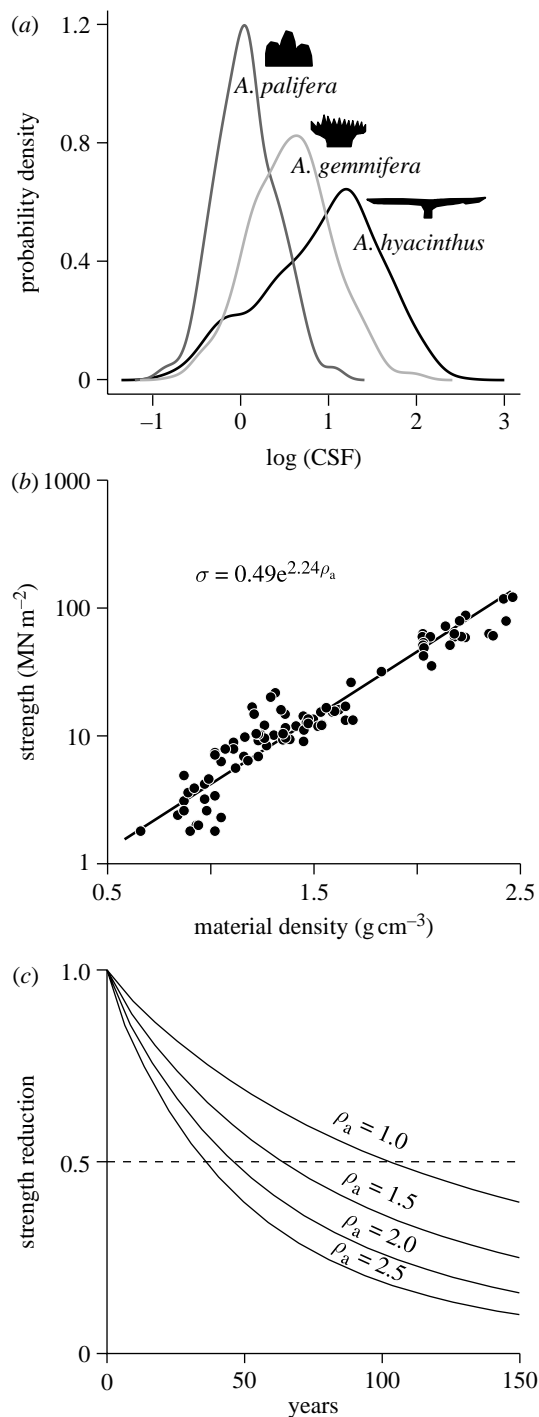 (a)
1.2
0.8
0.4
0
probability density
A. palifera
A. gemmifera
A. hyacinthus
–1 0 1 2 3
log (CSF)
(b)
1000
100
10
1
strength (MN m⁻²)
σ = 0.49e^2.24ρₐ
0.5 1.5 2.5
material density (g cm⁻³)
(c)
1.0
0.5
0
strength reduction
ρₐ = 1.0
ρₐ = 1.5
ρₐ = 2.0
ρₐ = 2.5
0 50 100 150
years